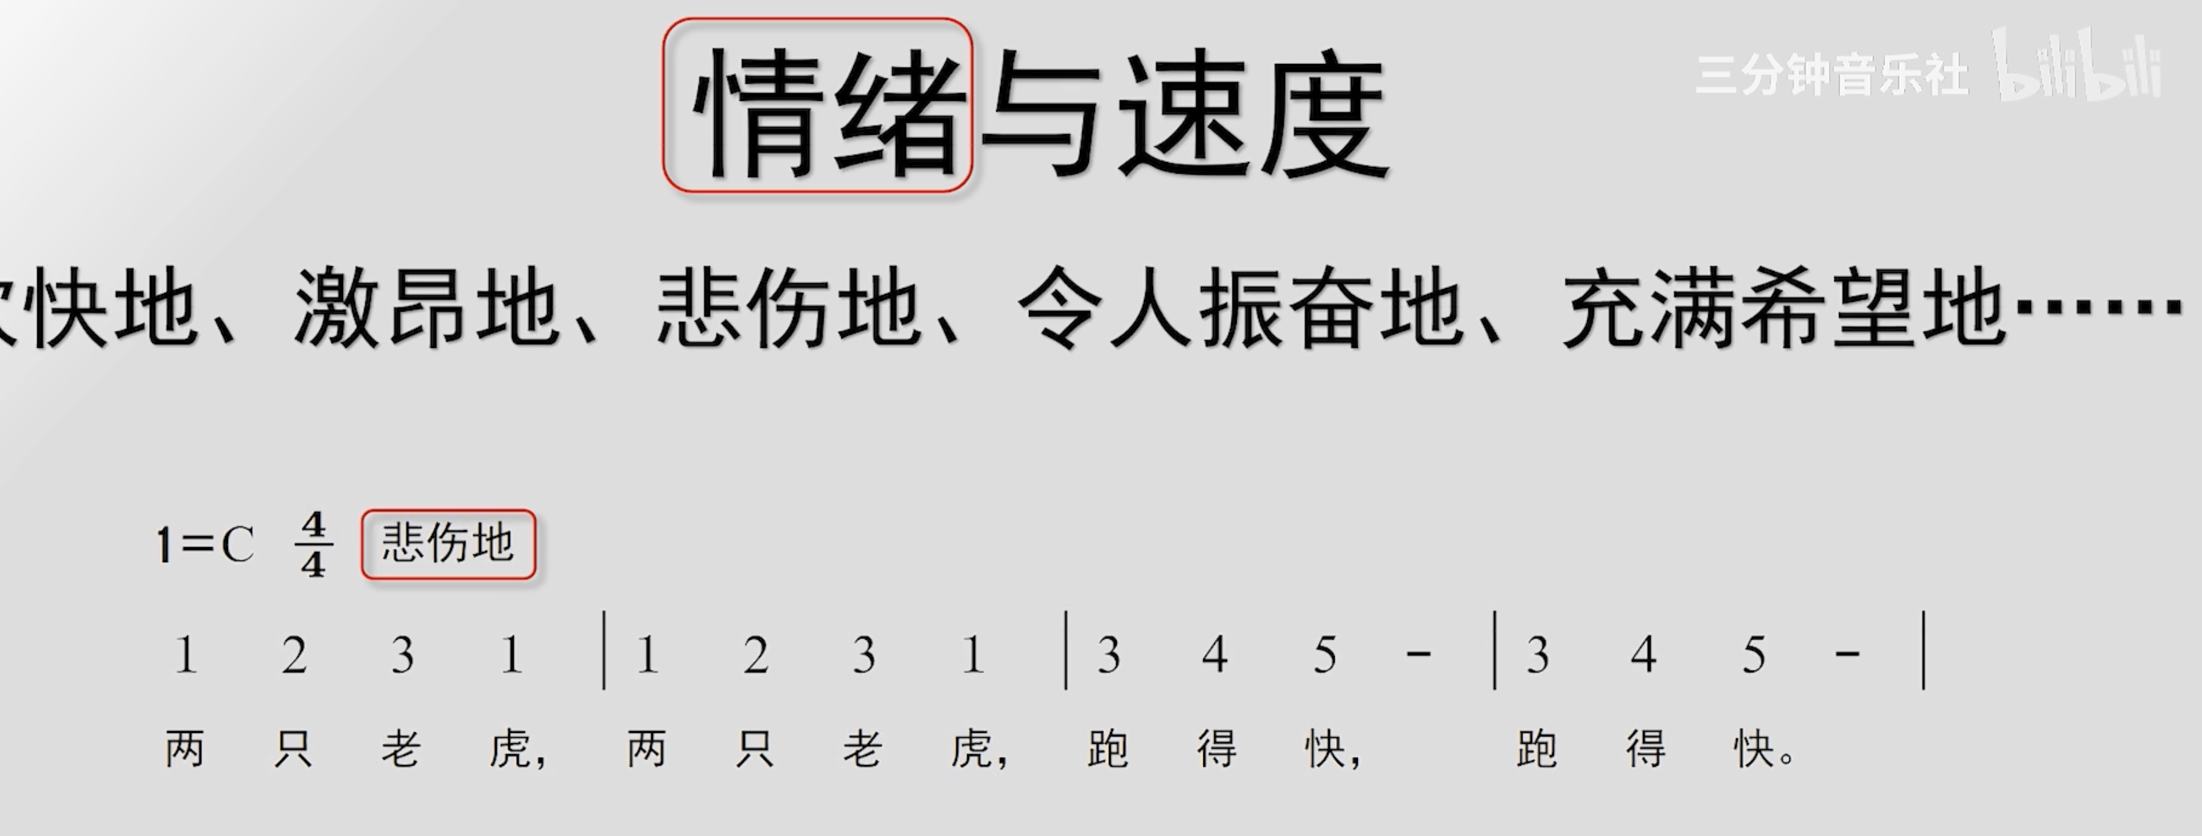 情绪与速度
三分钟音乐社 bilibili
快地、激昂地、悲伤地、令人振奋地、充满希望地……
1=C 4/4 悲伤地
1 2 3 1 | 1 2 3 1 | 3 4 5 - | 3 4 5 - |
两 只 老 虎, 两 只 老 虎, 跑 得 快, 跑 得 快。